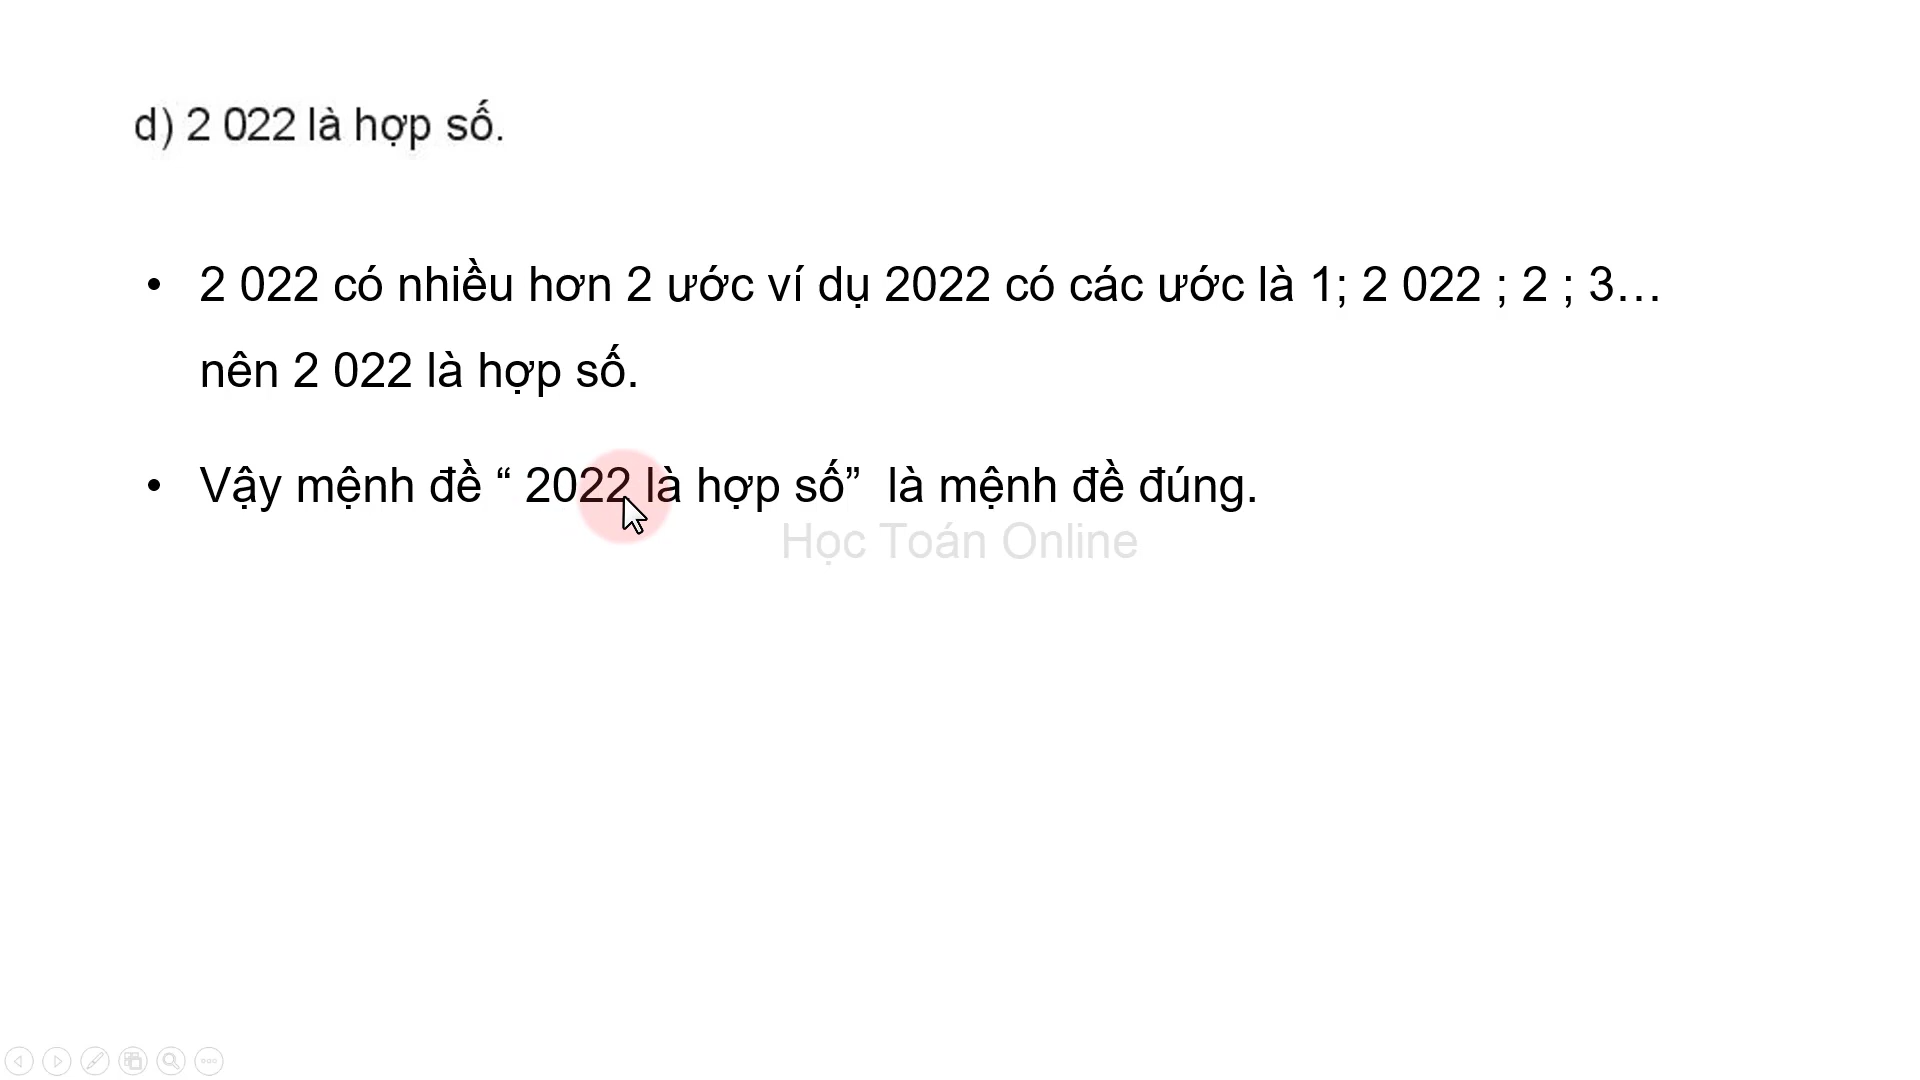 d) 2 022 là hợp số.
• 2 022 có nhiều hơn 2 ước ví dụ 2022 có các ước là 1; 2 022 ; 2 ; 3…
nên 2 022 là hợp số.
• Vậy mệnh đề “ 2022 là hợp số” là mệnh đề đúng.
Học Toán Online